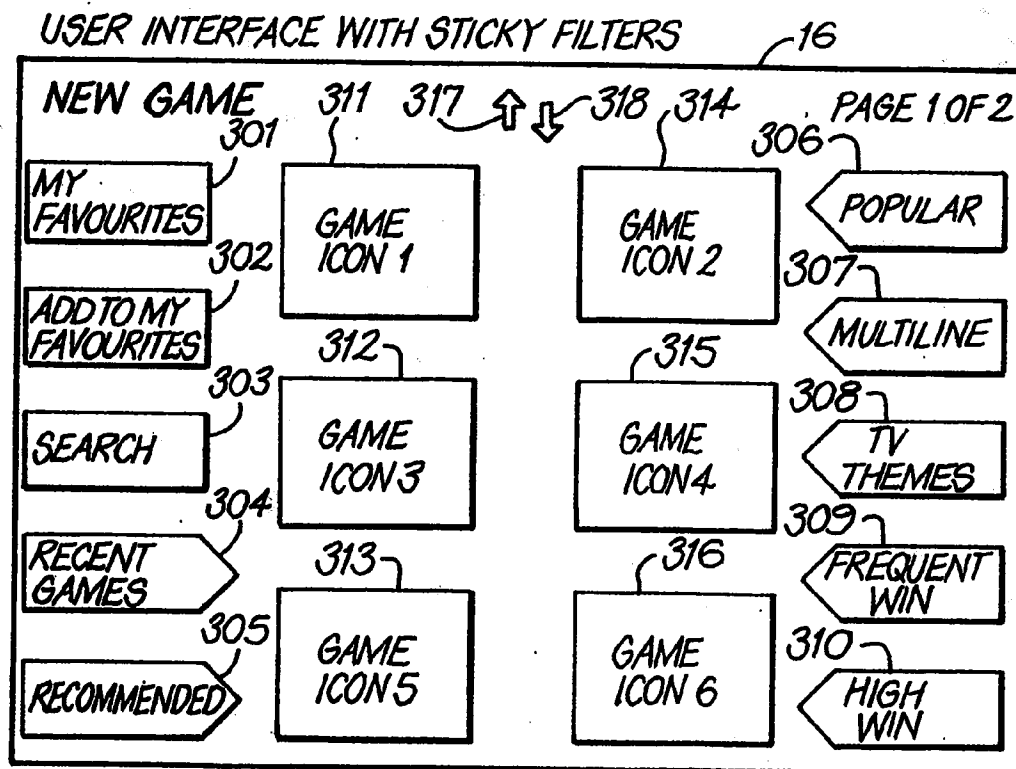 USER INTERFACE WITH STICKY FILTERS
16
NEW GAME
311
317
318
314
PAGE 1 OF 2
301
306
MY
FAVOURITES
GAME
ICON 1
GAME
ICON 2
POPULAR
302
307
ADD TO MY
FAVOURITES
MULTILINE
312
315
303
308
SEARCH
GAME
ICON 3
GAME
ICON 4
TV
THEMES
304
309
313
316
RECENT
GAMES
FREQUENT
WIN
305
310
RECOMMENDED
GAME
ICON 5
GAME
ICON 6
HIGH
WIN